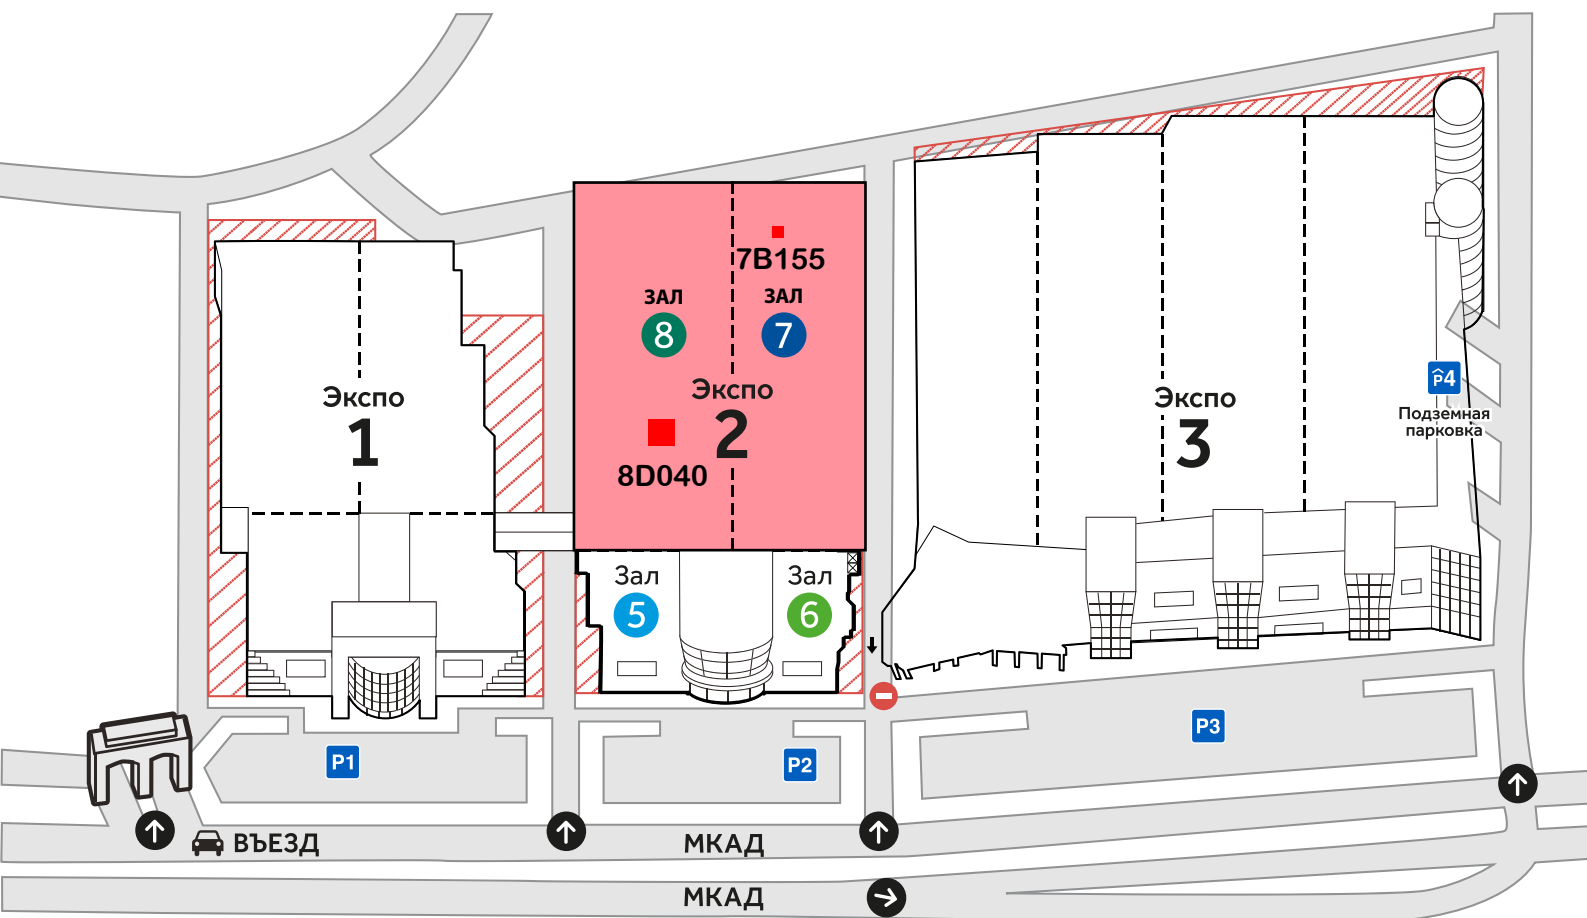 7B155
ЗАЛ
8
ЗАЛ
7
Экспо
1
Экспо
2
Экспо
3
P4
Подземная
парковка
8D040
Зал
5
Зал
6
P1
P2
P3
ВЪЕЗД
МКАД
МКАД